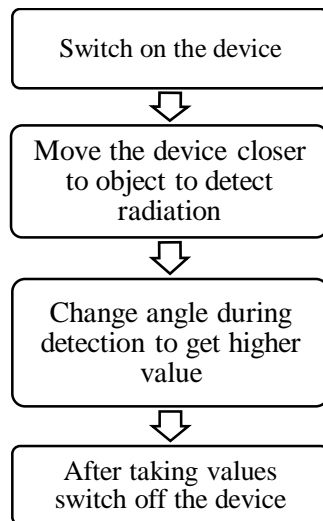 Switch on the device
Move the device closer
to object to detect
radiation
Change angle during
detection to get higher
value
After taking values
switch off the device